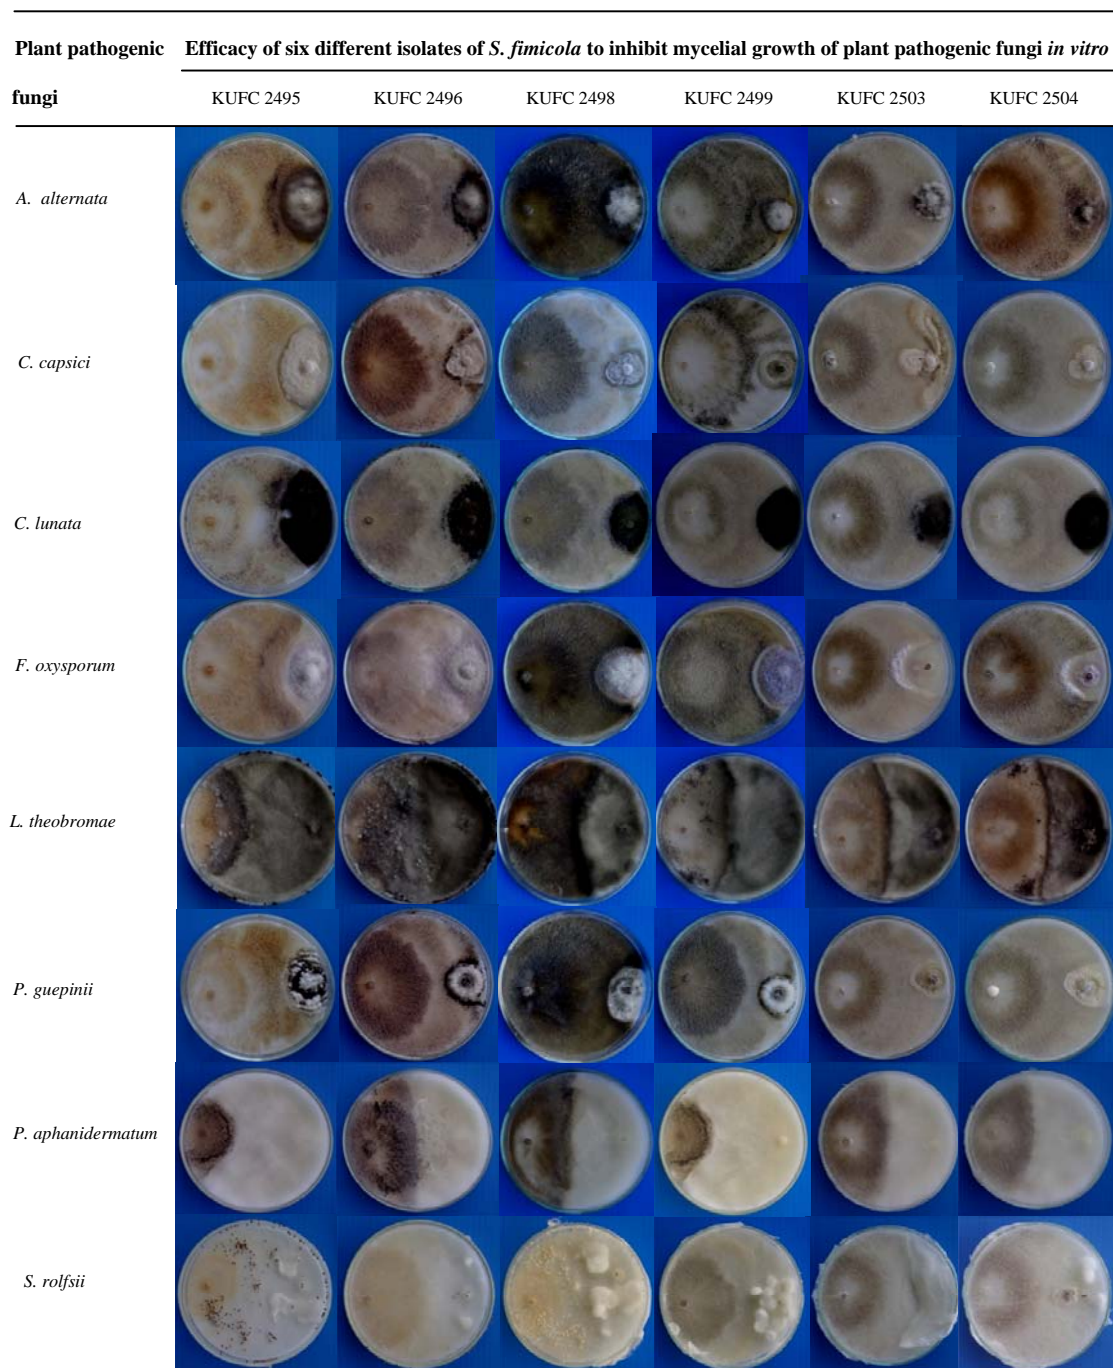 Plant pathogenic Efficacy of six different isolates of S. fimicola to inhibit mycelial growth of plant pathogenic fungi in vitro
fungi KUFC 2495 KUFC 2496 KUFC 2498 KUFC 2499 KUFC 2503 KUFC 2504
A. alternata
C. capsici
C. lunata
F. oxysporum
L. theobromae
P. guepinii
P. aphanidermatum
S. rolfsii